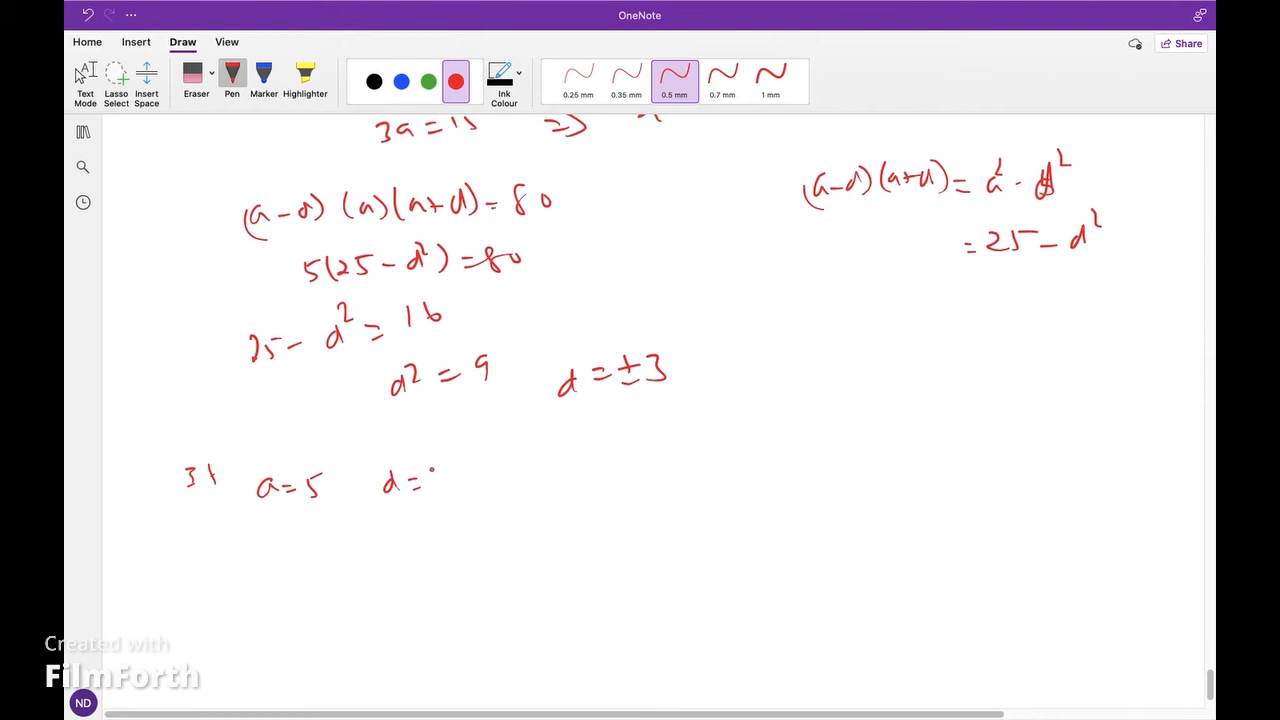 OneNote
Home Insert Draw View
Share
Text Mode
Lasso Select
Insert Space
Eraser
Pen
Marker
Highlighter
Ink Colour
0.25 mm 0.35 mm 0.5 mm 0.7 mm 1 mm
3a = 15 =>
(a-d)(a+d) = a² - d²
= 25 - d²
(a-d) (a)(a+d) = 80
5(25 - d²) = 80
25 - d² = 16
d² = 9 d = ±3
a = 5 d =
Created with
FilmForth
ND